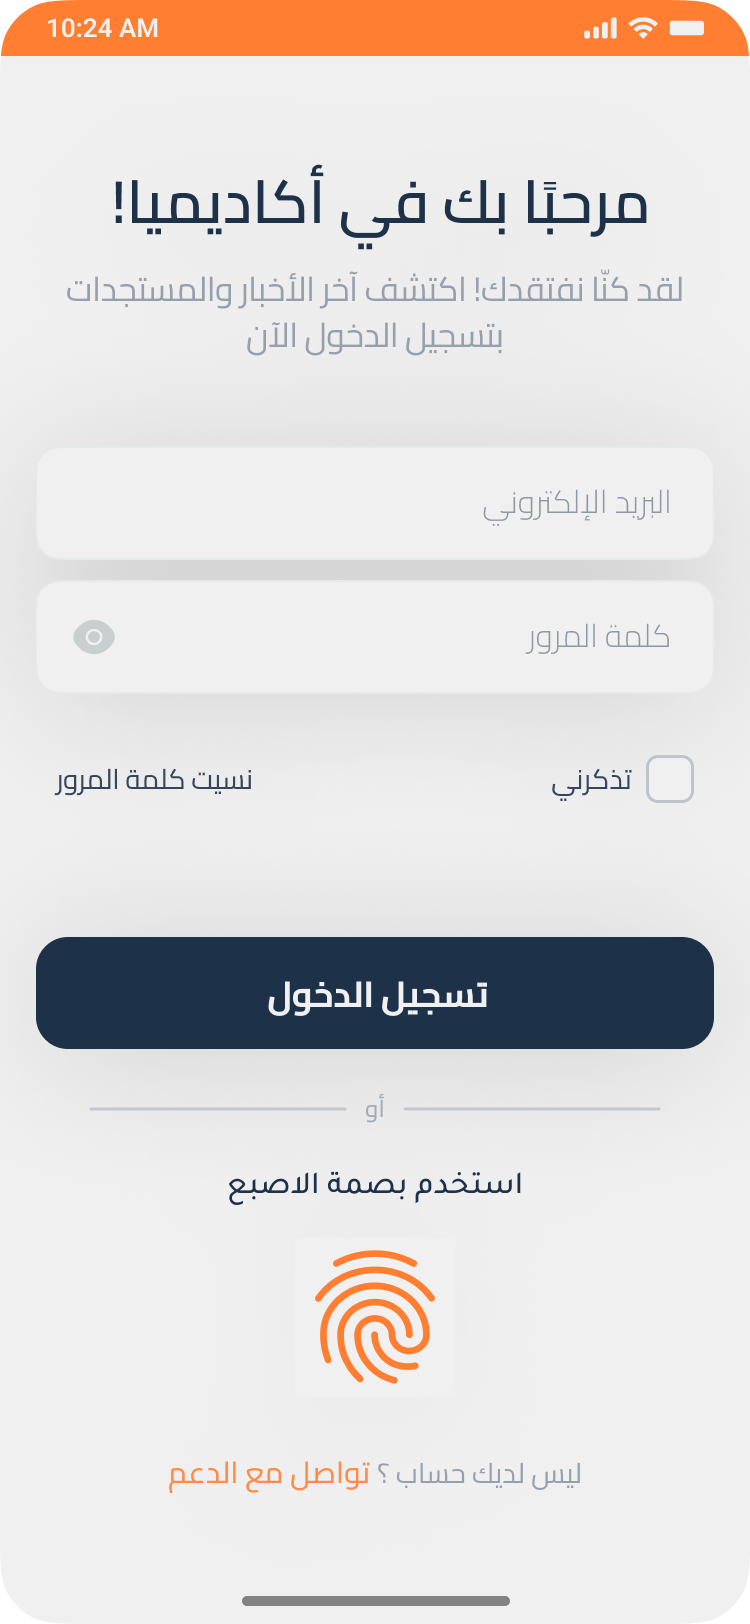 10:24 AM
مرحبًا بك في أكاديميا!
لقد كنّا نفتقدك! اكتشف آخر الأخبار والمستجدات
بتسجيل الدخول الآن
البريد الإلكتروني
كلمة المرور
تذكرني
نسيت كلمة المرور
تسجيل الدخول
أو
استخدم بصمة الاصبع
ليس لديك حساب ؟ تواصل مع الدعم